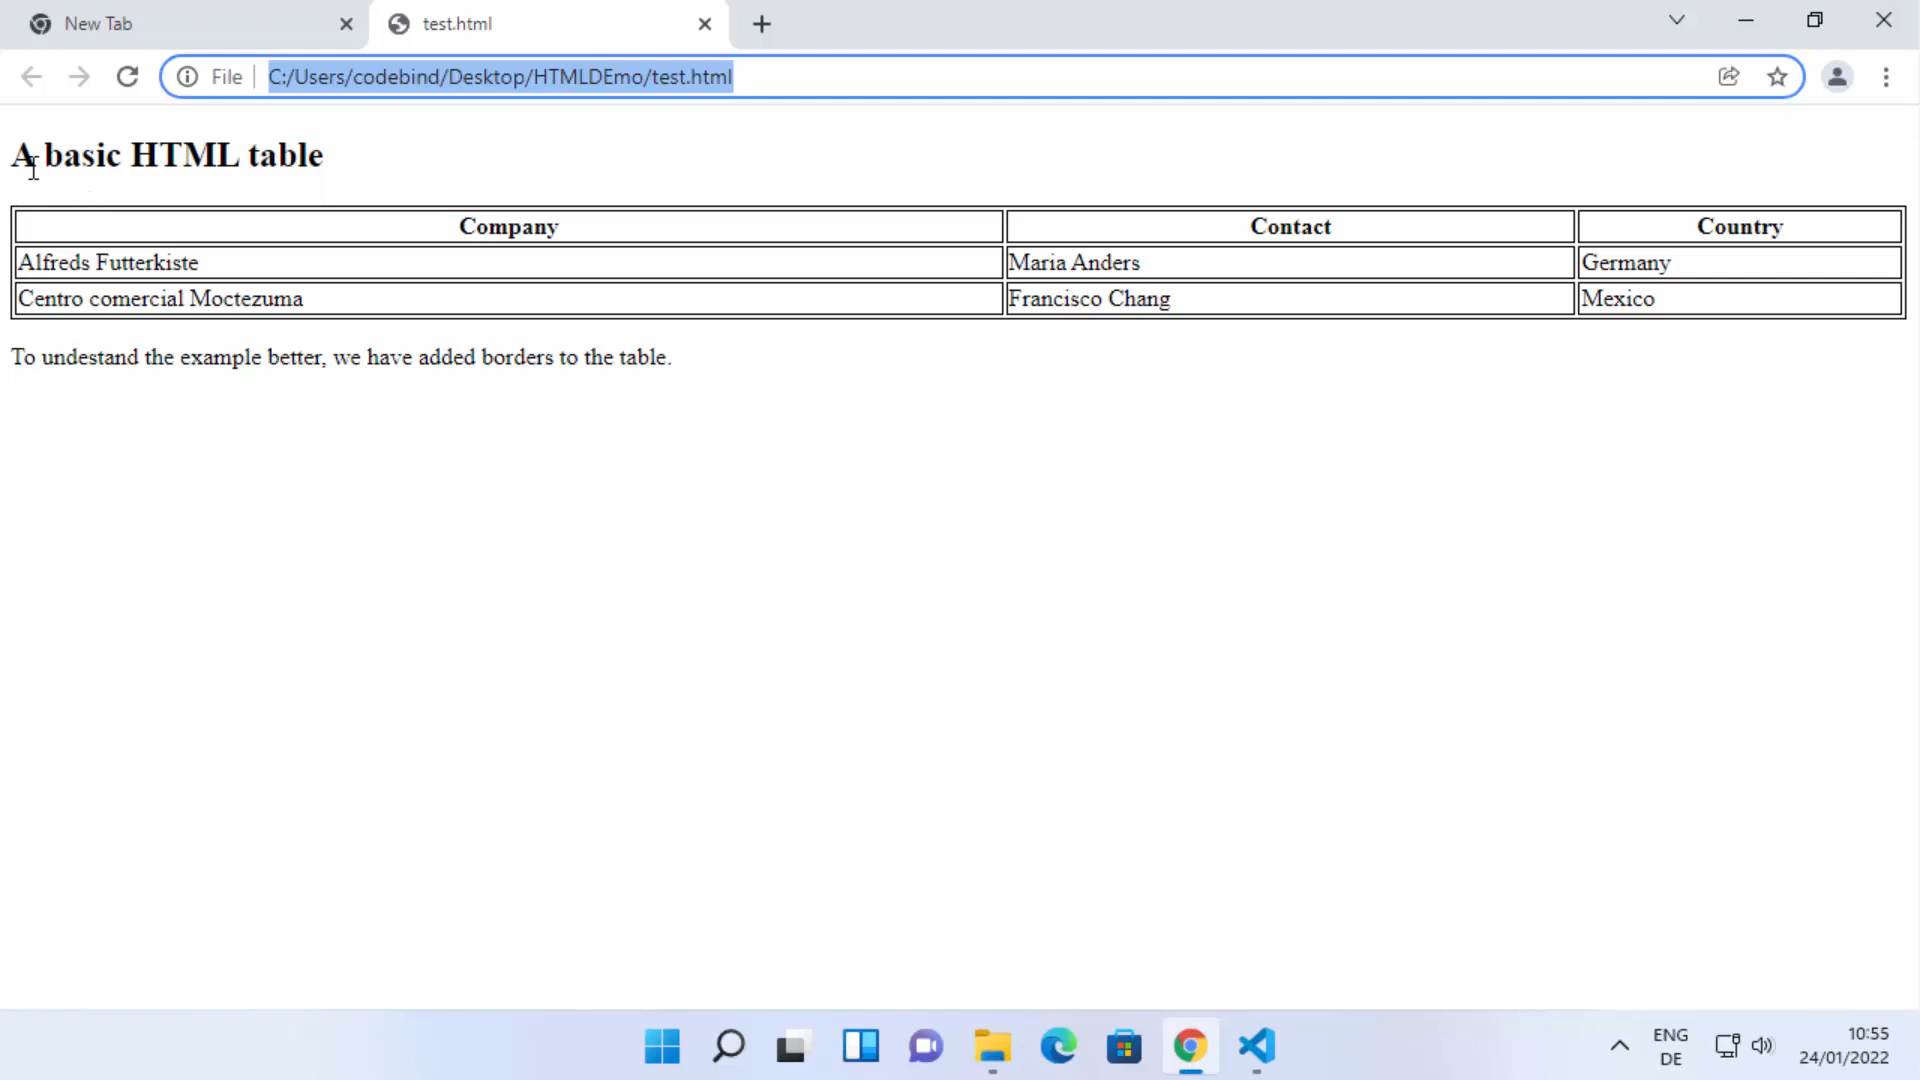 New Tab
test.html
File
C:/Users/codebind/Desktop/HTMLDEmo/test.html
A basic HTML table
Company Contact Country
Alfreds Futterkiste Maria Anders Germany
Centro comercial Moctezuma Francisco Chang Mexico
To undestand the example better, we have added borders to the table.
ENG
DE
10:55
24/01/2022